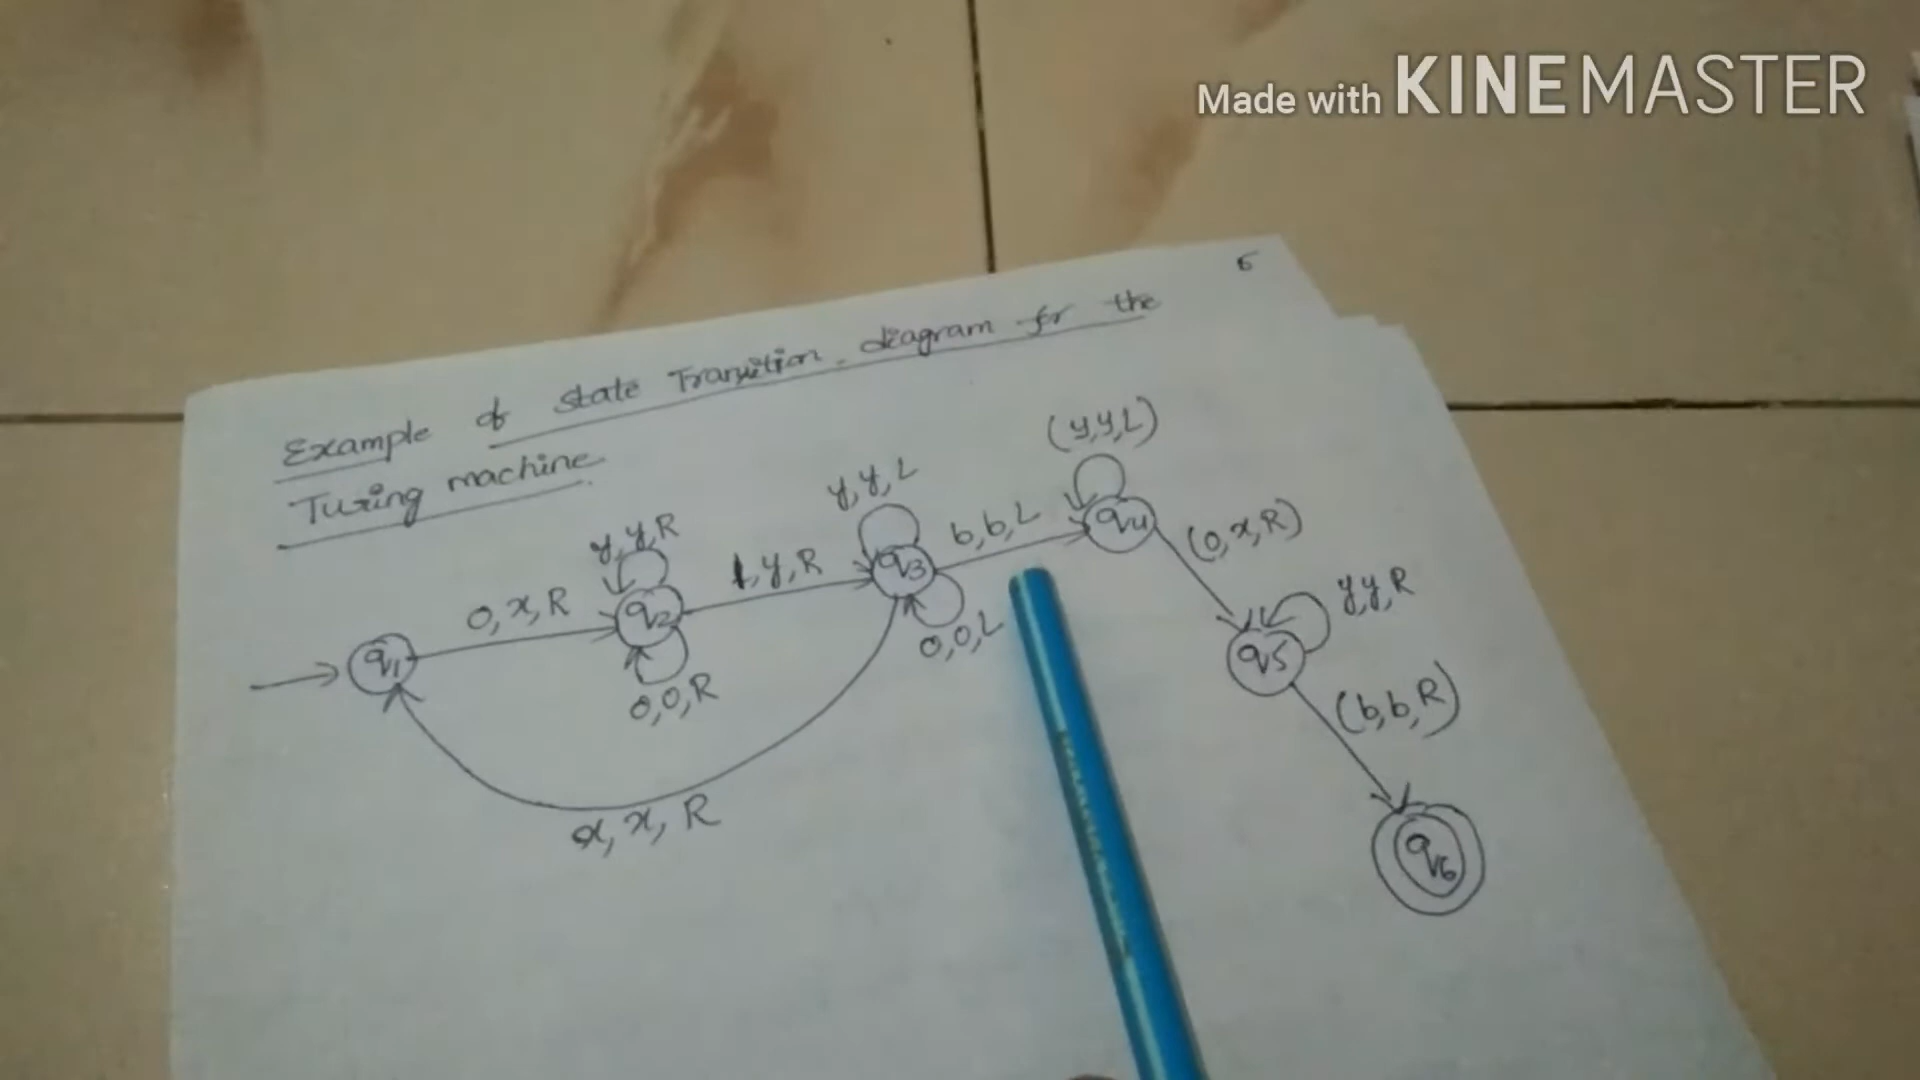 Made with KINEMASTER
5
Example of state Transition diagram for the
Turing machine
(y,y,L)
y,y,L
y,y,R
b,b,L
q4
(0,x,R)
1,y,R
q3
0,x,R
q2
y,y,R
0,0,L
q1
q5
0,0,R
(b,b,R)
x,x,R
q6